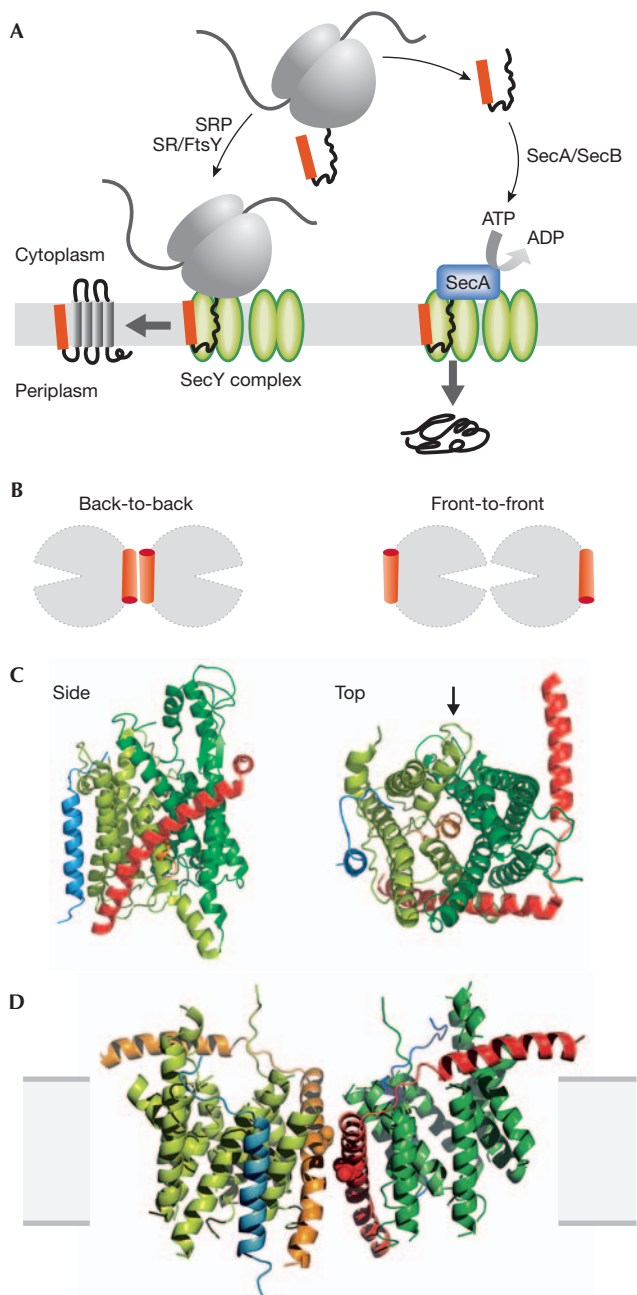 A
SRP
SR/FtsY
SecA/SecB
ATP
ADP
Cytoplasm
SecA
SecY complex
Periplasm
B
Back-to-back
Front-to-front
C
Side
Top
D